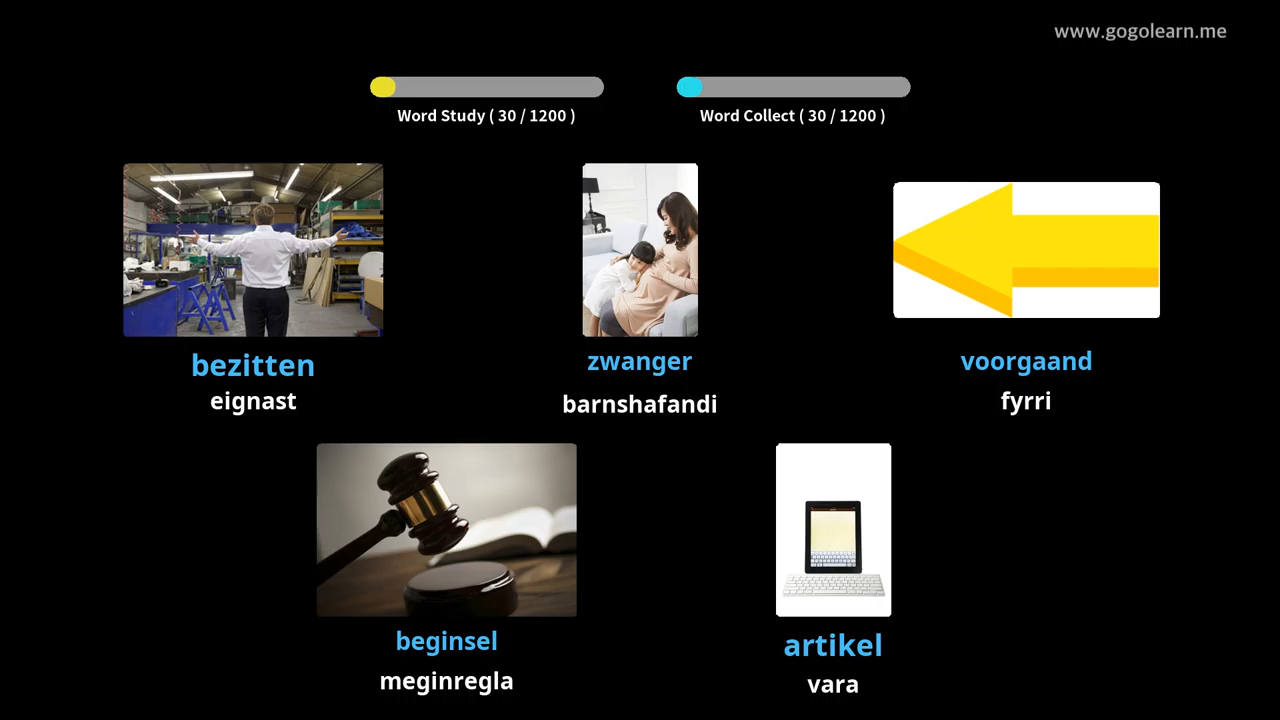 www.gogolearn.me
Word Study ( 30 / 1200 )
Word Collect ( 30 / 1200 )
bezitten
eignast
zwanger
barnshafandi
voorgaand
fyrri
beginsel
meginregla
artikel
vara